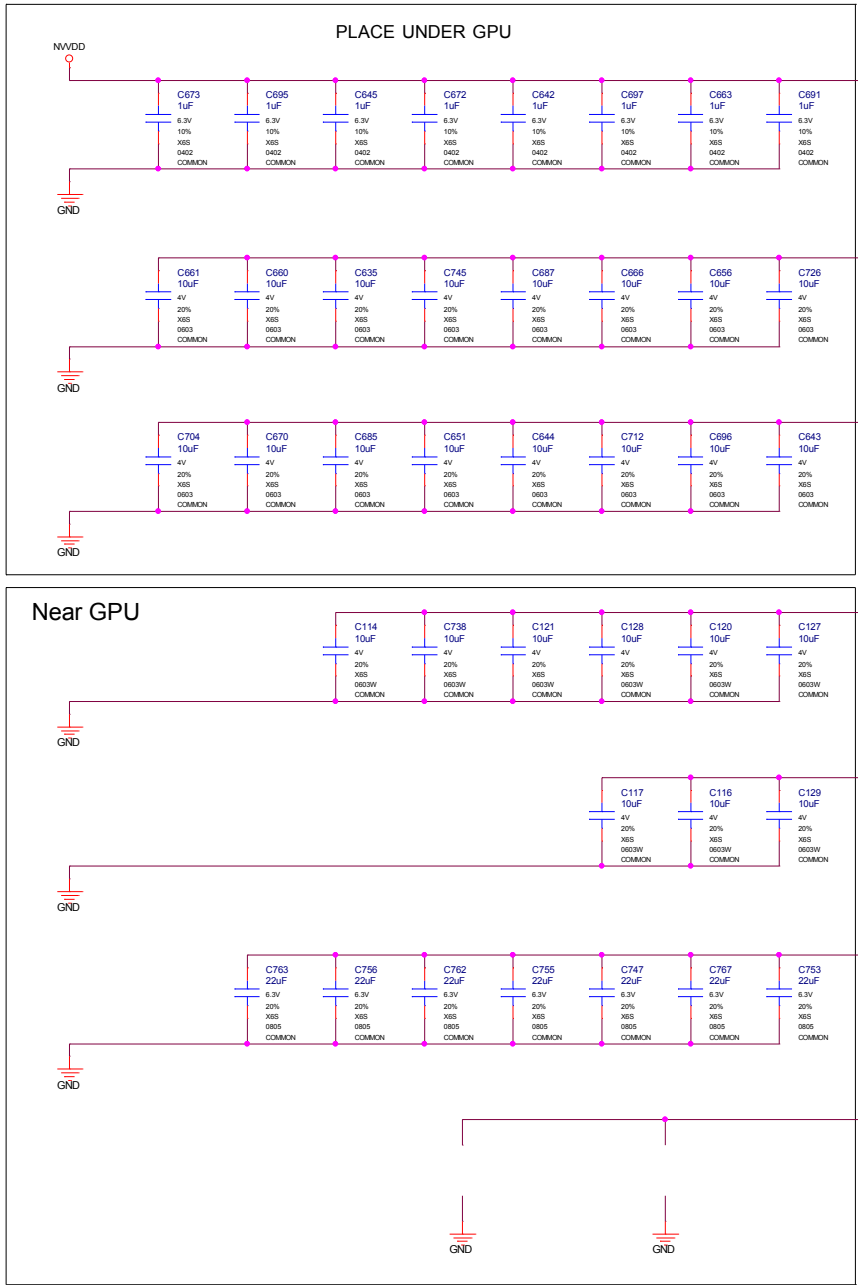 PLACE UNDER GPU
NVVDD
C673 C695 C645 C672 C642 C697 C663 C691
1uF 1uF 1uF 1uF 1uF 1uF 1uF 1uF
6.3V 6.3V 6.3V 6.3V 6.3V 6.3V 6.3V 6.3V
10% 10% 10% 10% 10% 10% 10% 10%
X6S X6S X6S X6S X6S X6S X6S X6S
0402 0402 0402 0402 0402 0402 0402 0402
COMMON COMMON COMMON COMMON COMMON COMMON COMMON COMMON
GND
C661 C660 C635 C745 C687 C666 C656 C726
10uF 10uF 10uF 10uF 10uF 10uF 10uF 10uF
4V 4V 4V 4V 4V 4V 4V 4V
20% 20% 20% 20% 20% 20% 20% 20%
X6S X6S X6S X6S X6S X6S X6S X6S
0603 0603 0603 0603 0603 0603 0603 0603
COMMON COMMON COMMON COMMON COMMON COMMON COMMON COMMON
GND
C704 C670 C685 C651 C644 C712 C696 C643
10uF 10uF 10uF 10uF 10uF 10uF 10uF 10uF
4V 4V 4V 4V 4V 4V 4V 4V
20% 20% 20% 20% 20% 20% 20% 20%
X6S X6S X6S X6S X6S X6S X6S X6S
0603 0603 0603 0603 0603 0603 0603 0603
COMMON COMMON COMMON COMMON COMMON COMMON COMMON COMMON
GND
Near GPU
C114 C738 C121 C128 C120 C127
10uF 10uF 10uF 10uF 10uF 10uF
4V 4V 4V 4V 4V 4V
20% 20% 20% 20% 20% 20%
X6S X6S X6S X6S X6S X6S
0603W 0603W 0603W 0603W 0603W 0603W
COMMON COMMON COMMON COMMON COMMON COMMON
GND
C117 C116 C129
10uF 10uF 10uF
4V 4V 4V
20% 20% 20%
X6S X6S X6S
0603W 0603W 0603W
COMMON COMMON COMMON
GND
C763 C756 C762 C755 C747 C767 C753
22uF 22uF 22uF 22uF 22uF 22uF 22uF
6.3V 6.3V 6.3V 6.3V 6.3V 6.3V 6.3V
20% 20% 20% 20% 20% 20% 20%
X6S X6S X6S X6S X6S X6S X6S
0805 0805 0805 0805 0805 0805 0805
COMMON COMMON COMMON COMMON COMMON COMMON COMMON
GND
GND GND